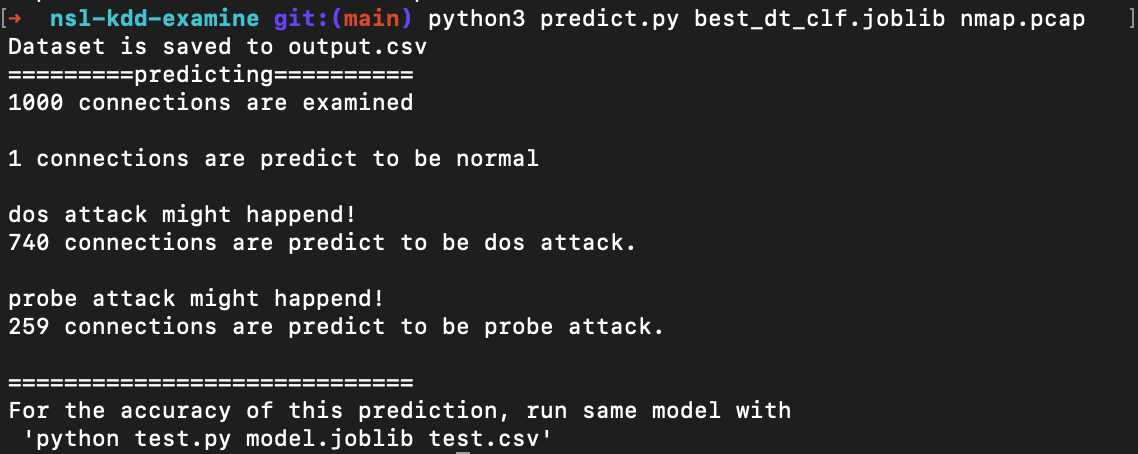 [→  nsl-kdd-examine git:(main) python3 predict.py best_dt_clf.joblib nmap.pcap   ]
Dataset is saved to output.csv
=========predicting==========
1000 connections are examined
1 connections are predict to be normal
dos attack might happend!
740 connections are predict to be dos attack.
probe attack might happend!
259 connections are predict to be probe attack.
=============================
For the accuracy of this prediction, run same model with
'python test.py model.joblib test.csv'